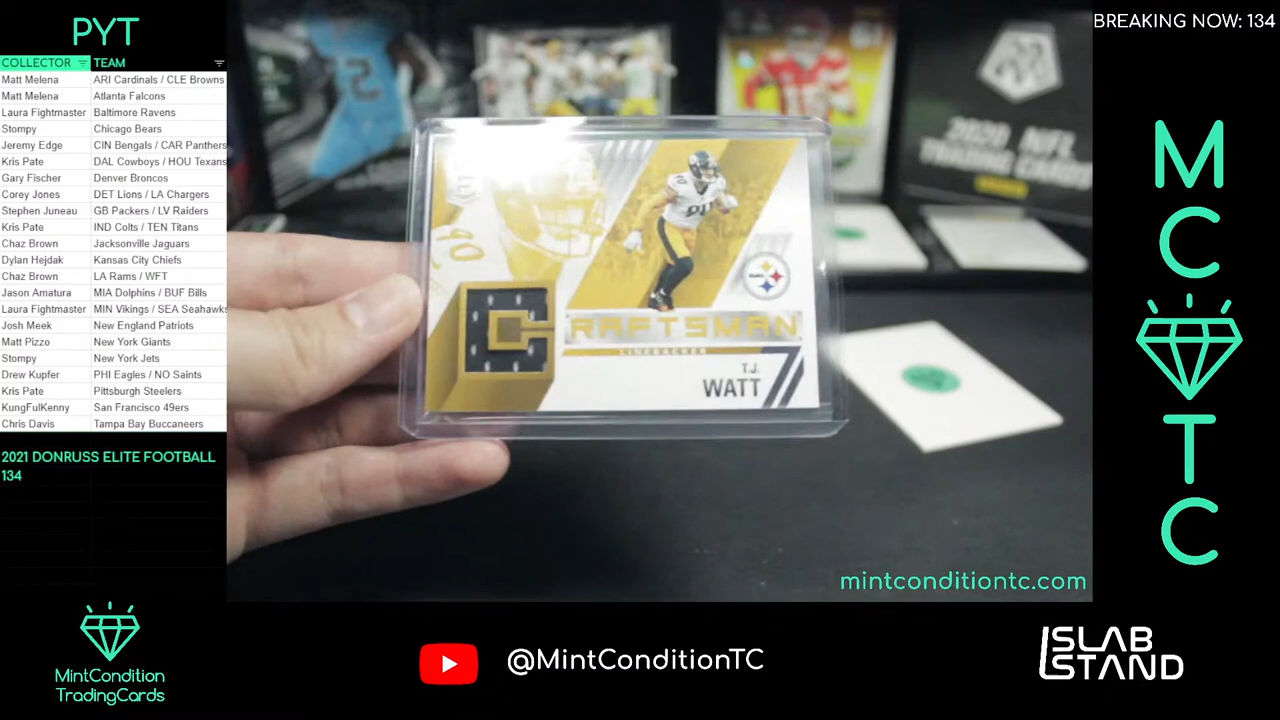 PYT
COLLECTOR TEAM
Matt Melena ARI Cardinals / CLE Browns
Matt Melena Atlanta Falcons
Laura Fightmaster Baltimore Ravens
Stompy Chicago Bears
Jeremy Edge CIN Bengals / CAR Panthers
Kris Pate DAL Cowboys / HOU Texans
Gary Fischer Denver Broncos
Corey Jones DET Lions / LA Chargers
Stephen Juneau GB Packers / LV Raiders
Kris Pate IND Colts / TEN Titans
Chaz Brown Jacksonville Jaguars
Dylan Hejdak Kansas City Chiefs
Chaz Brown LA Rams / WFT
Jason Amatura MIA Dolphins / BUF Bills
Laura Fightmaster MIN Vikings / SEA Seahawks
Josh Meek New England Patriots
Matt Pizzo New York Giants
Stompy New York Jets
Drew Kupfer PHI Eagles / NO Saints
Kris Pate Pittsburgh Steelers
KungFulKenny San Francisco 49ers
Chris Davis Tampa Bay Buccaneers
2021 DONRUSS ELITE FOOTBALL
134
MintCondition
TradingCards
2020 NFL
TRADING CARDS
90
Steelers
CRAFTSMAN
LINEBACKER
T.J.
WATT
mintconditiontc.com
@MintConditionTC
BREAKING NOW: 134
M
C
T
C
SLAB
STAND